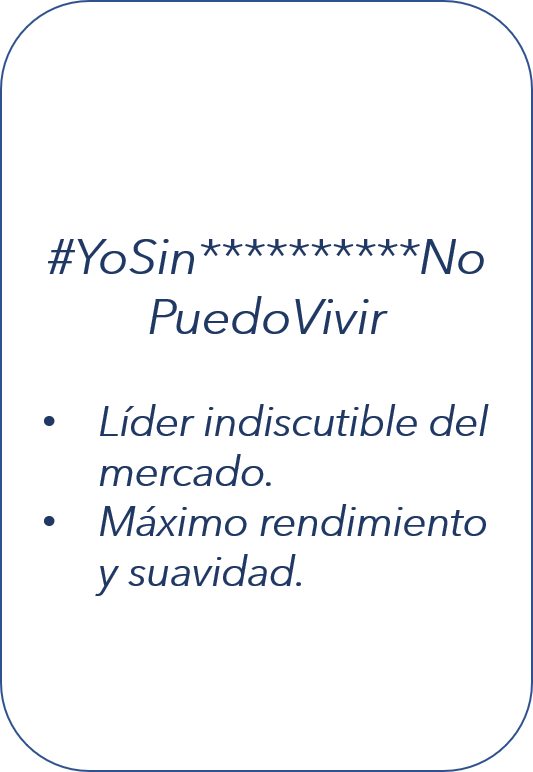 #YoSin**********No
PuedoVivir
• Líder indiscutible del
mercado.
• Máximo rendimiento
y suavidad.